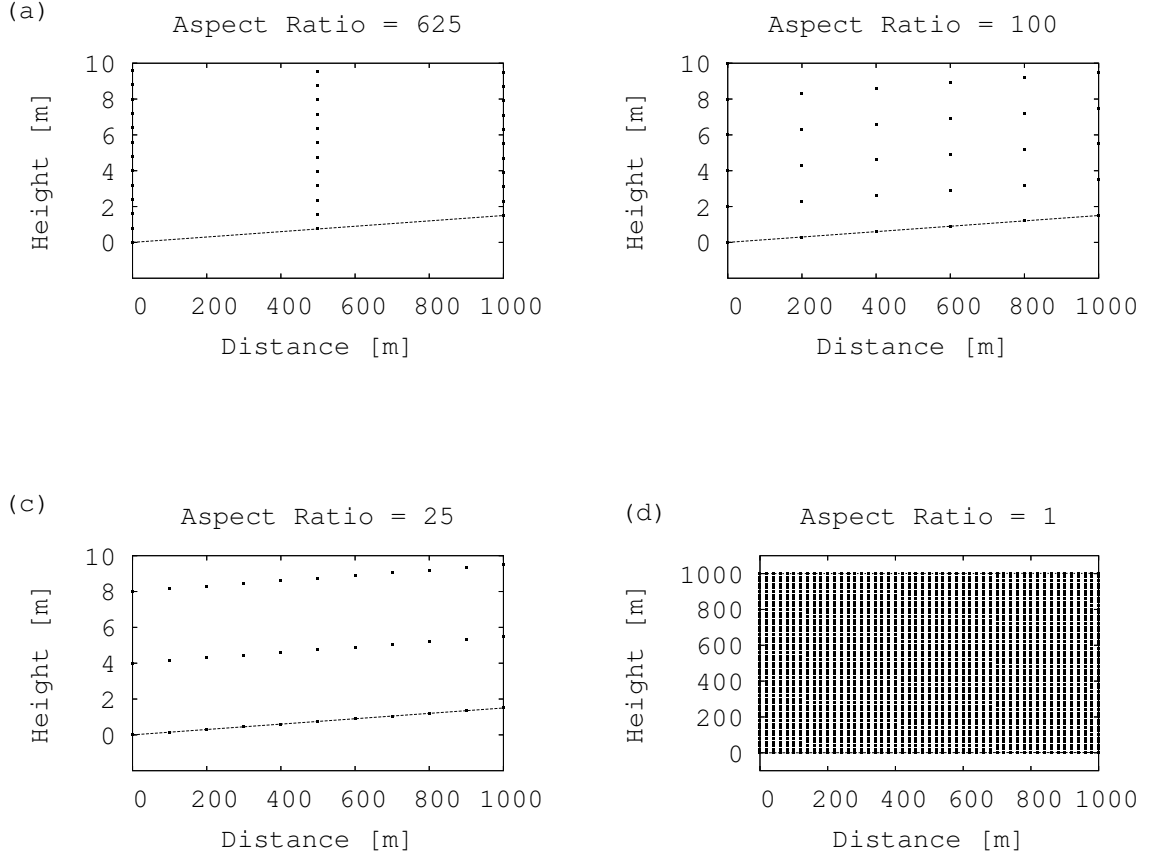 (a)
Aspect Ratio = 625
10
8
6
4
2
0
Height [m]
0 200 400 600 800 1000
Distance [m]
Aspect Ratio = 100
10
8
6
4
2
0
Height [m]
0 200 400 600 800 1000
Distance [m]
(c)
Aspect Ratio = 25
10
8
6
4
2
0
Height [m]
0 200 400 600 800 1000
Distance [m]
(d)
Aspect Ratio = 1
1000
800
600
400
200
0
Height [m]
0 200 400 600 800 1000
Distance [m]